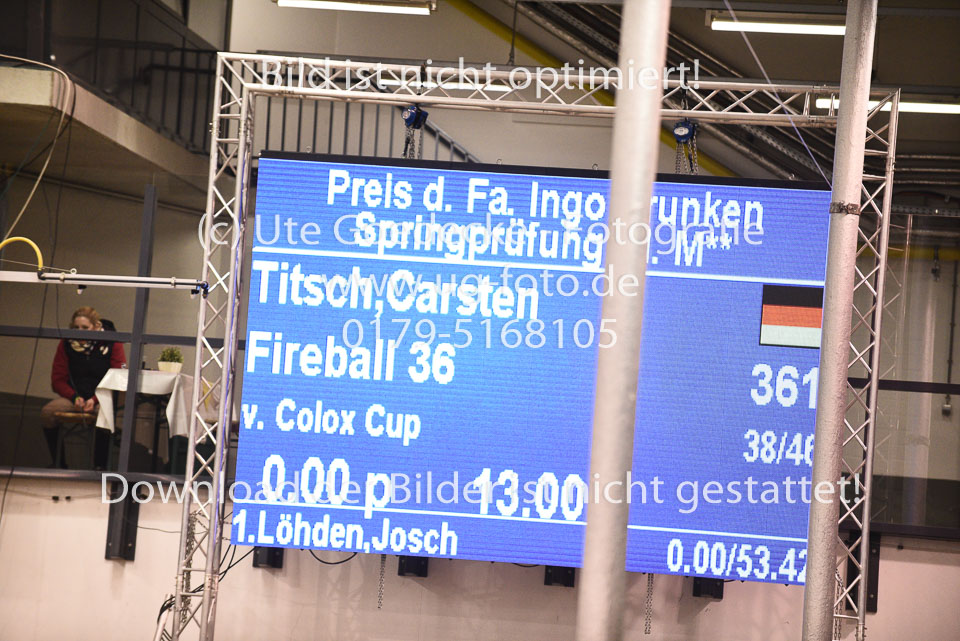 Bild ist nicht optimiert!
Preis d. Fa. Ingo
Springprüfung M**
(c) Ute Fotografie
www.ug-foto.de
Titsch,Carsten
0179-5168105
Fireball 36
361
v. Colox Cup
38/46
0.00 p 13.00
Download der Bilder ist nicht gestattet!
1.Löhden,Josch
0.00/53.42